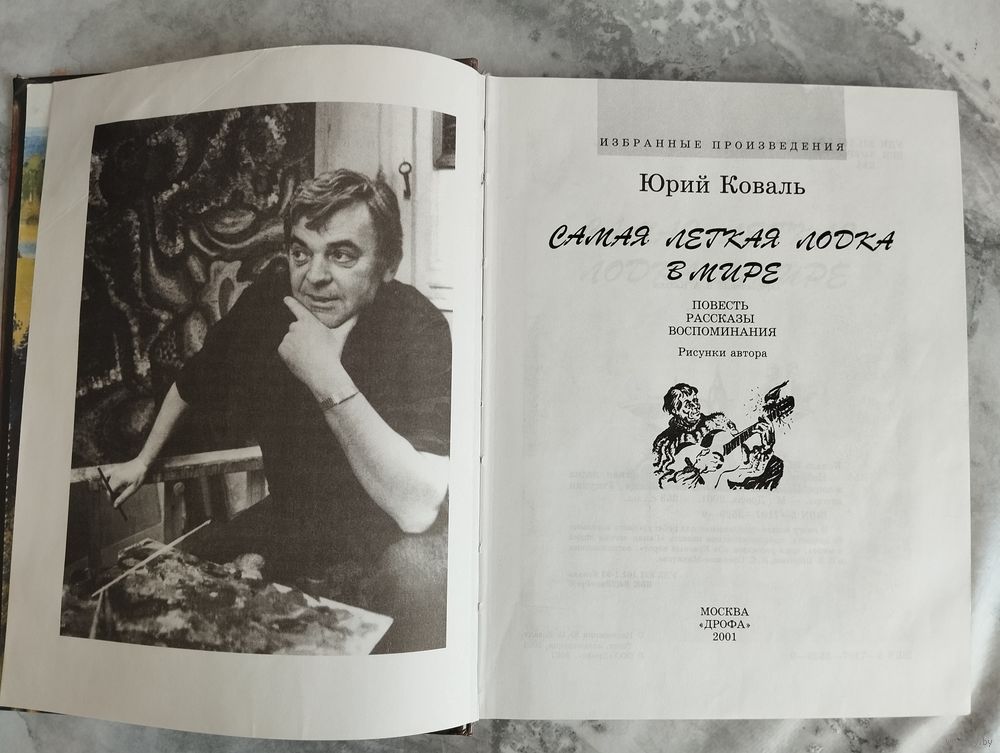 ИЗБРАННЫЕ ПРОИЗВЕДЕНИЯ
Юрий Коваль
САМАЯ ЛЕГКАЯ ЛОДКА
В МИРЕ
ПОВЕСТЬ
РАССКАЗЫ
ВОСПОМИНАНИЯ
Рисунки автора
МОСКВА
«ДРОФА»
2001